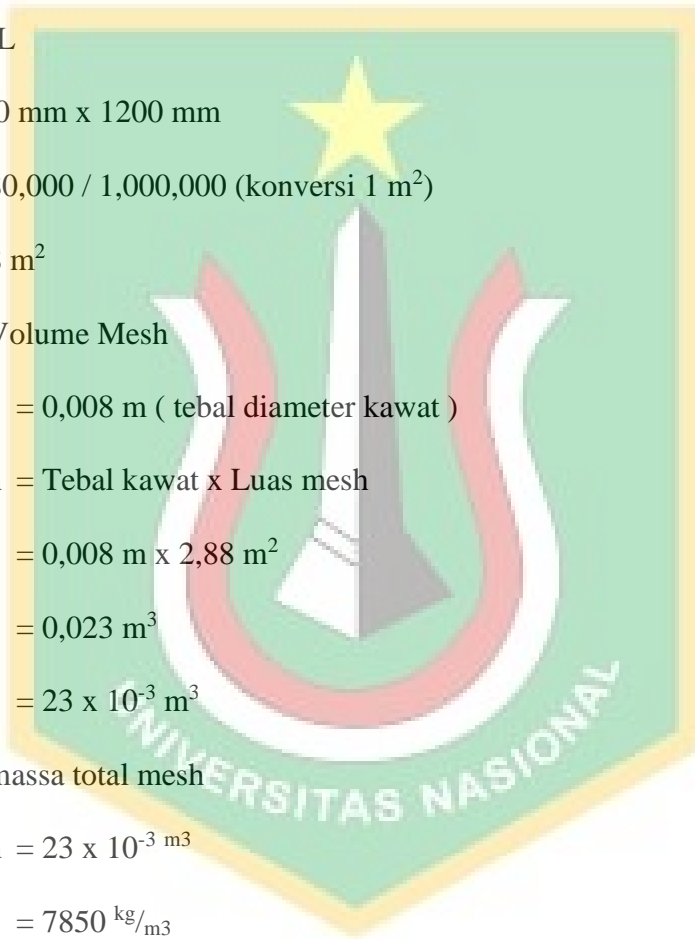 L
0 mm x 1200 mm
80,000 / 1,000,000 (konversi 1 m²)
m²
Volume Mesh
= 0,008 m ( tebal diameter kawat )
= Tebal kawat x Luas mesh
= 0,008 m x 2,88 m²
= 0,023 m³
= 23 x 10⁻³ m³
massa total mesh
= 23 x 10⁻³ ᵐ³
= 7850 ᵏᵍ/ₘ₃
UNIVERSITAS NASIONAL